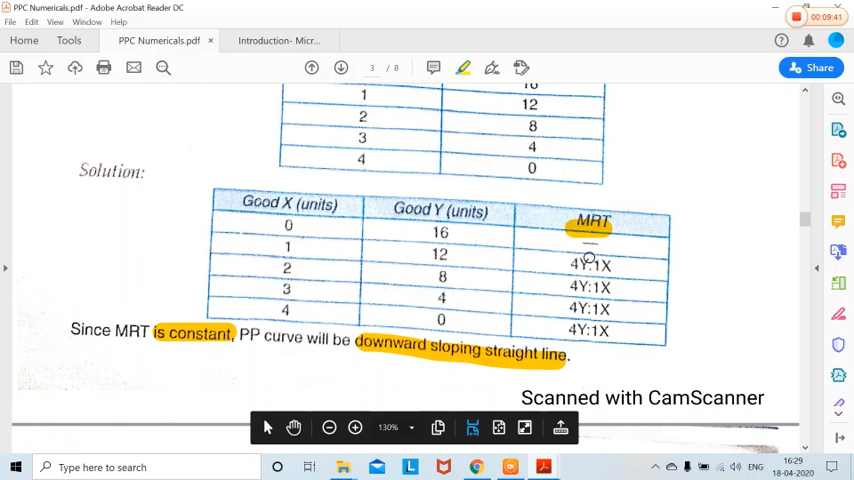 PPC Numericals.pdf - Adobe Acrobat Reader DC
00:09:41
File Edit View Window Help
Home Tools PPC Numericals.pdf × Introduction- Micr...
3 / 8
Share
16
1 12
2 8
3 4
4 0
Solution:
Good X (units) Good Y (units) MRT
0 16 —
1 12 4Y:1X
2 8 4Y:1X
3 4 4Y:1X
4 0 4Y:1X
Since MRT is constant, PP curve will be downward sloping straight line.
Scanned with CamScanner
130%
Type here to search
ENG
16:29
18-04-2020